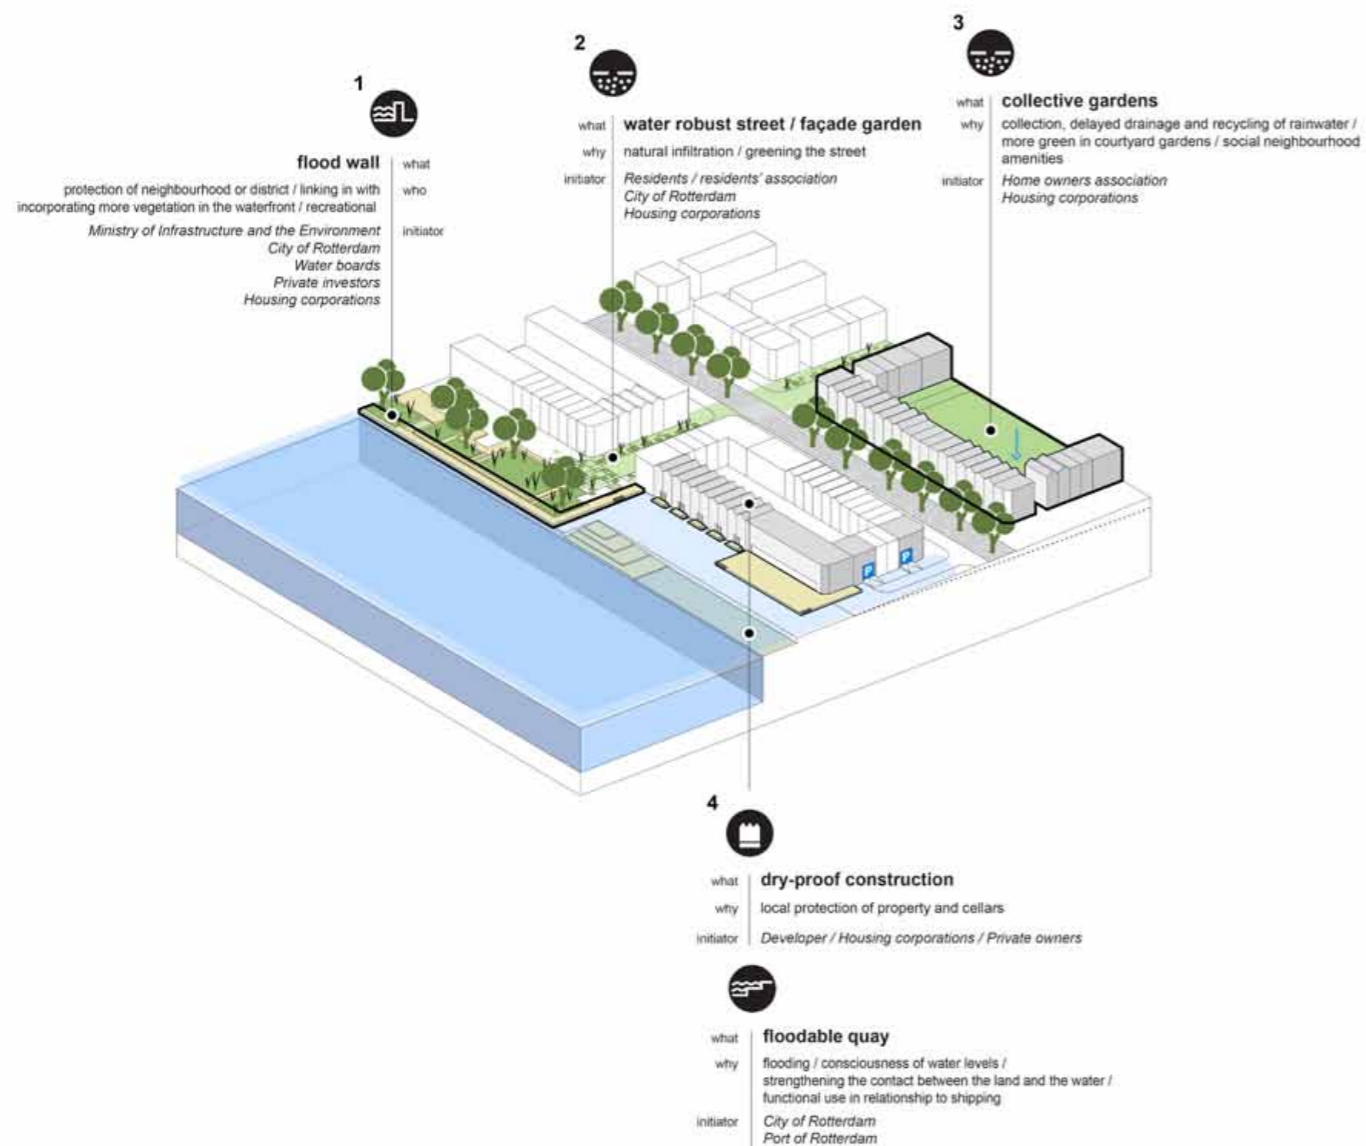 1
flood wall what
protection of neighbourhood or district / linking in with who
incorporating more vegetation in the waterfront / recreational
Ministry of Infrastructure and the Environment initiator
City of Rotterdam
Water boards
Private investors
Housing corporations
2
what water robust street / façade garden
why natural infiltration / greening the street
initiator Residents / residents' association
City of Rotterdam
Housing corporations
3
what collective gardens
why collection, delayed drainage and recycling of rainwater /
more green in courtyard gardens / social neighbourhood
amenities
initiator Home owners association
Housing corporations
P
P
4
what dry-proof construction
why local protection of property and cellars
initiator Developer / Housing corporations / Private owners
what floodable quay
why flooding / consciousness of water levels /
strengthening the contact between the land and the water /
functional use in relationship to shipping
initiator City of Rotterdam
Port of Rotterdam